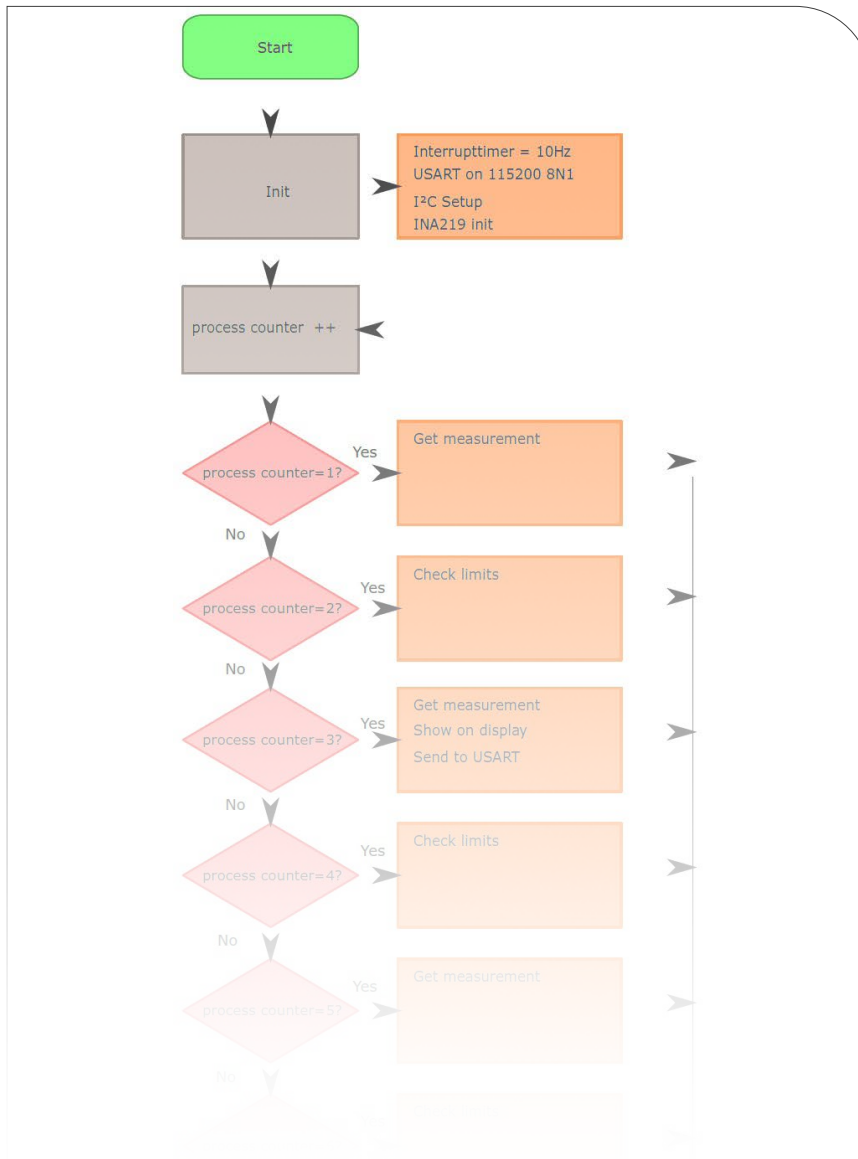 Start
Init
Interrupttimer = 10Hz
USART on 115200 8N1
I²C Setup
INA219 init
process counter ++
process counter=1?
Yes
Get measurement
No
process counter=2?
Yes
Check limits
No
process counter=3?
Yes
Get measurement
Show on display
Send to USART
No
process counter=4?
Yes
Check limits
No
process counter=5?
Yes
Get measurement
No